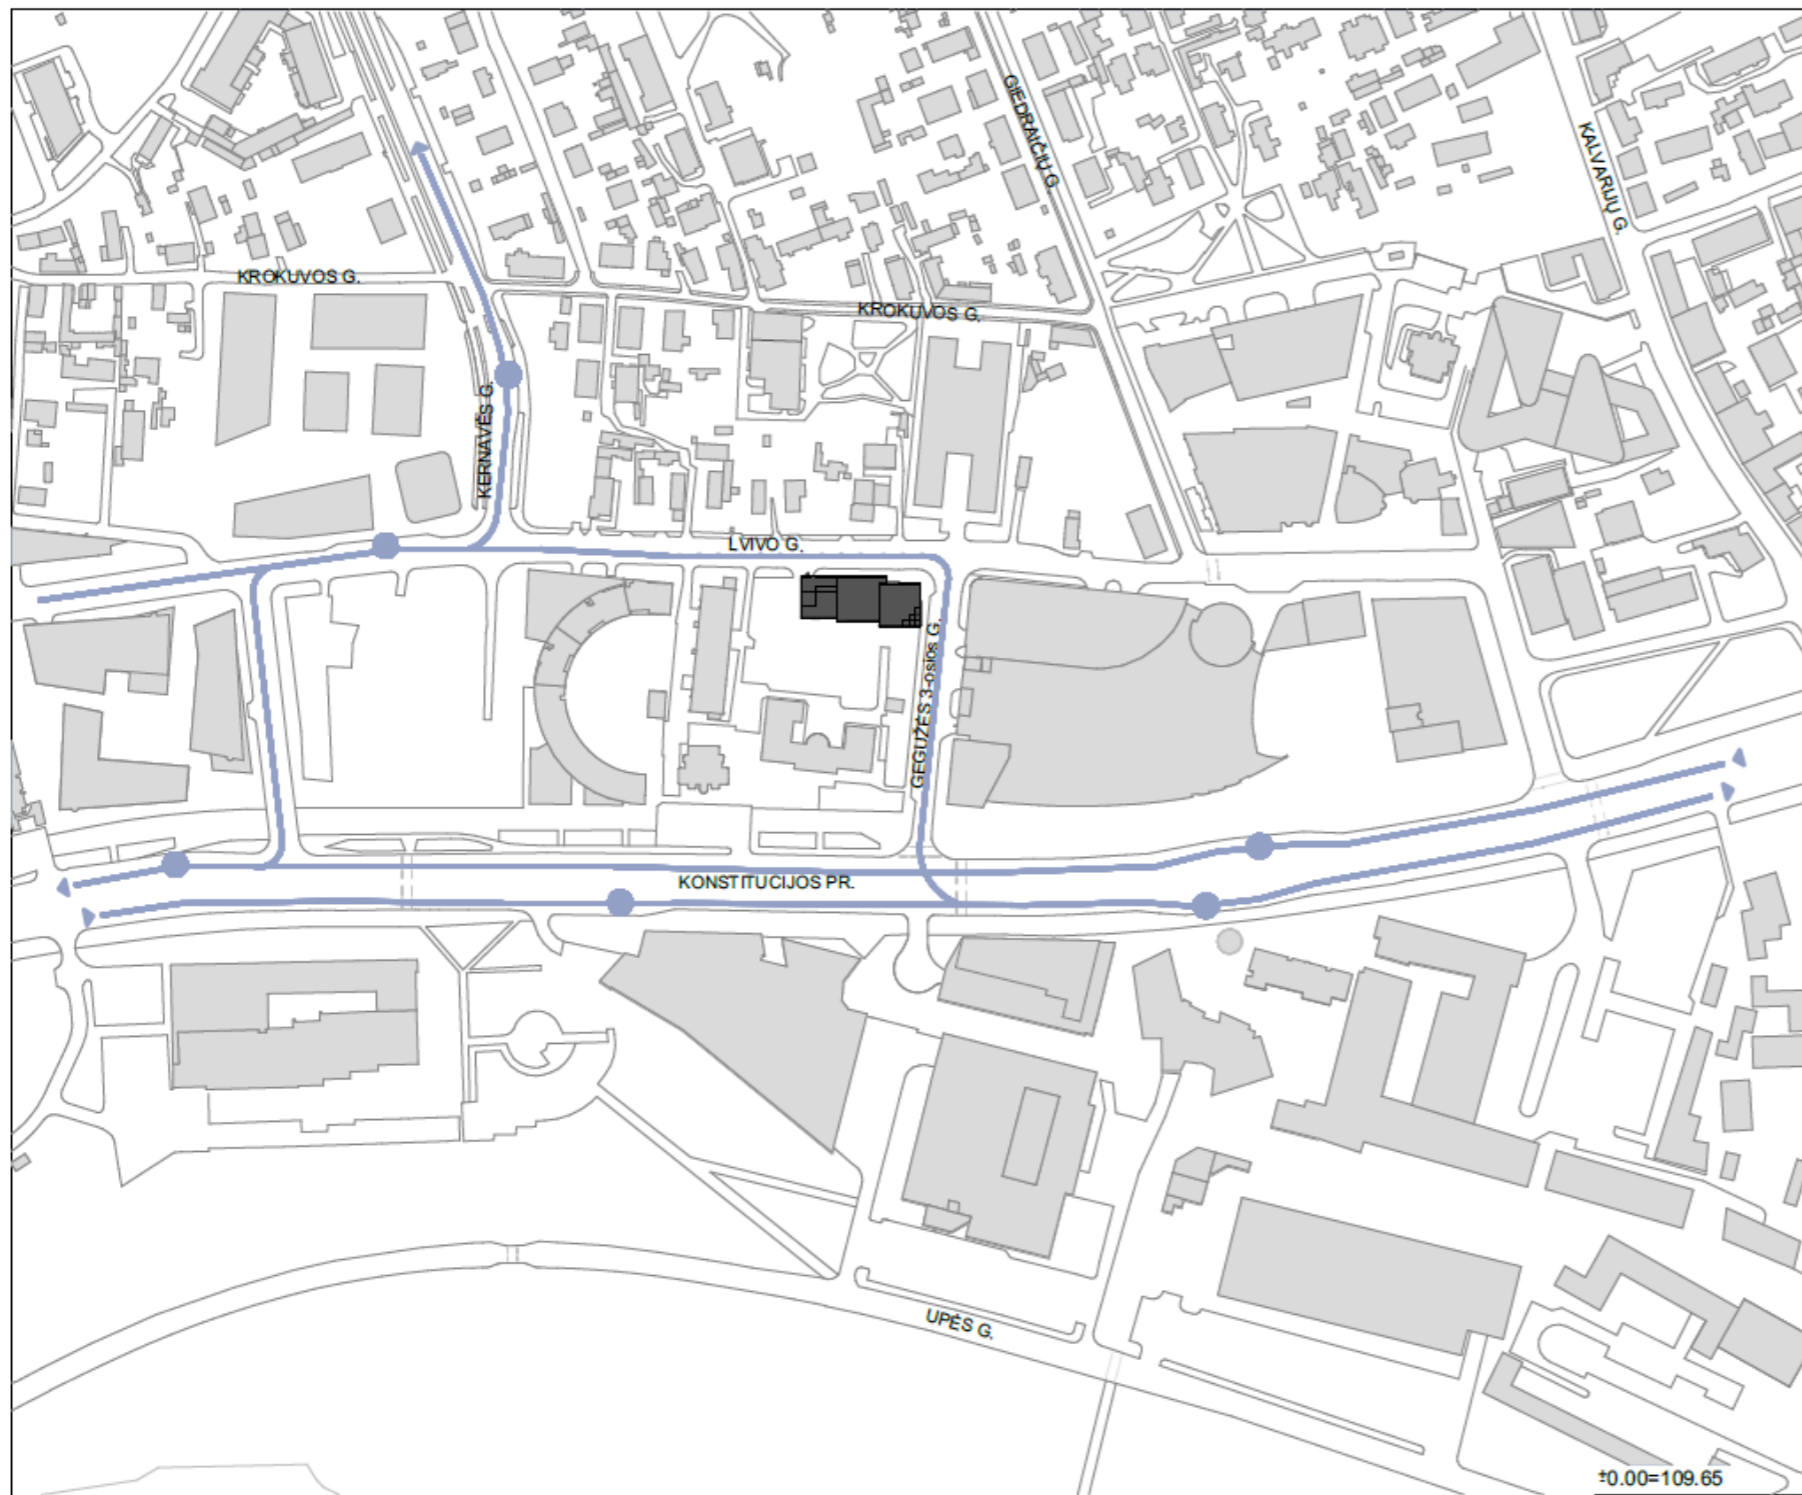 GIEDRAIČIŲ G.
KALVARIJŲ G.
KROKUVOS G.
KROKUVOS G.
KERNAVĖS G.
LVIVO G.
GEGUŽĖS 3-osios G.
KONSTITUCIJOS PR.
UPĖS G.
±0.00=109.65